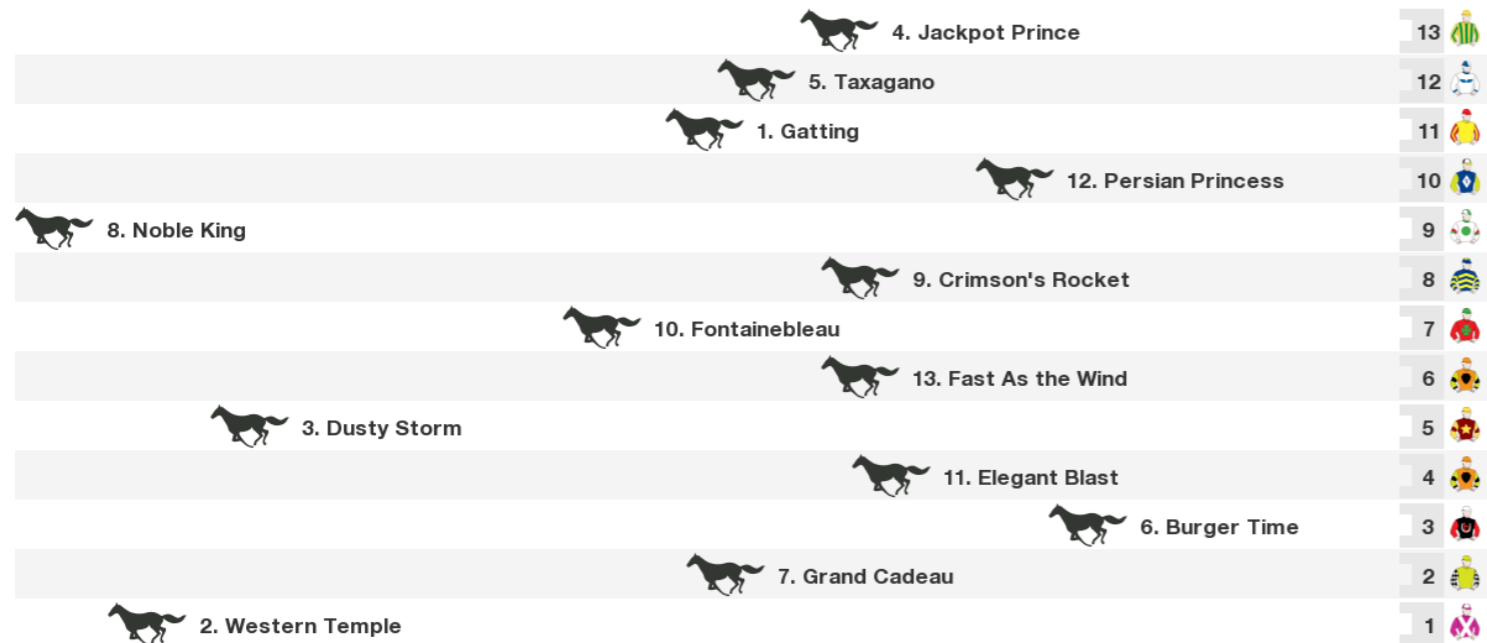 4. Jackpot Prince 13
5. Taxagano 12
1. Gatting 11
12. Persian Princess 10
8. Noble King 9
9. Crimson's Rocket 8
10. Fontainebleau 7
13. Fast As the Wind 6
3. Dusty Storm 5
11. Elegant Blast 4
6. Burger Time 3
7. Grand Cadeau 2
2. Western Temple 1